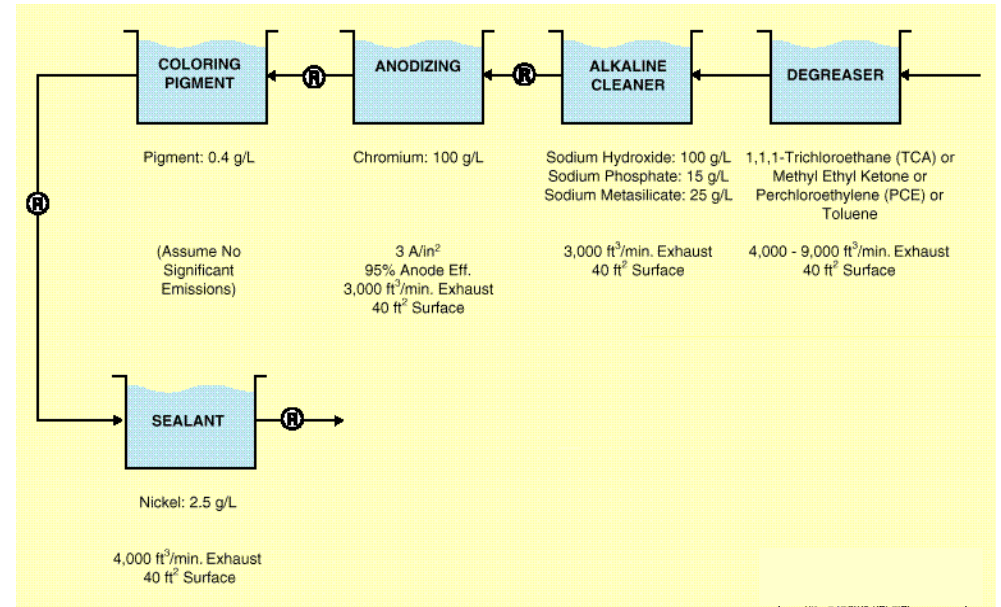 COLORING
PIGMENT
ANODIZING
ALKALINE
CLEANER
DEGREASER
R
R
R
Pigment: 0.4 g/L
(Assume No
Significant
Emissions)
Chromium: 100 g/L
3 A/in²
95% Anode Eff.
3,000 ft³/min. Exhaust
40 ft² Surface
Sodium Hydroxide: 100 g/L
Sodium Phosphate: 15 g/L
Sodium Metasilicate: 25 g/L
3,000 ft³/min. Exhaust
40 ft² Surface
1,1,1-Trichloroethane (TCA) or
Methyl Ethyl Ketone or
Perchloroethylene (PCE) or
Toluene
4,000 - 9,000 ft³/min. Exhaust
40 ft² Surface
SEALANT
R
Nickel: 2.5 g/L
4,000 ft³/min. Exhaust
40 ft² Surface